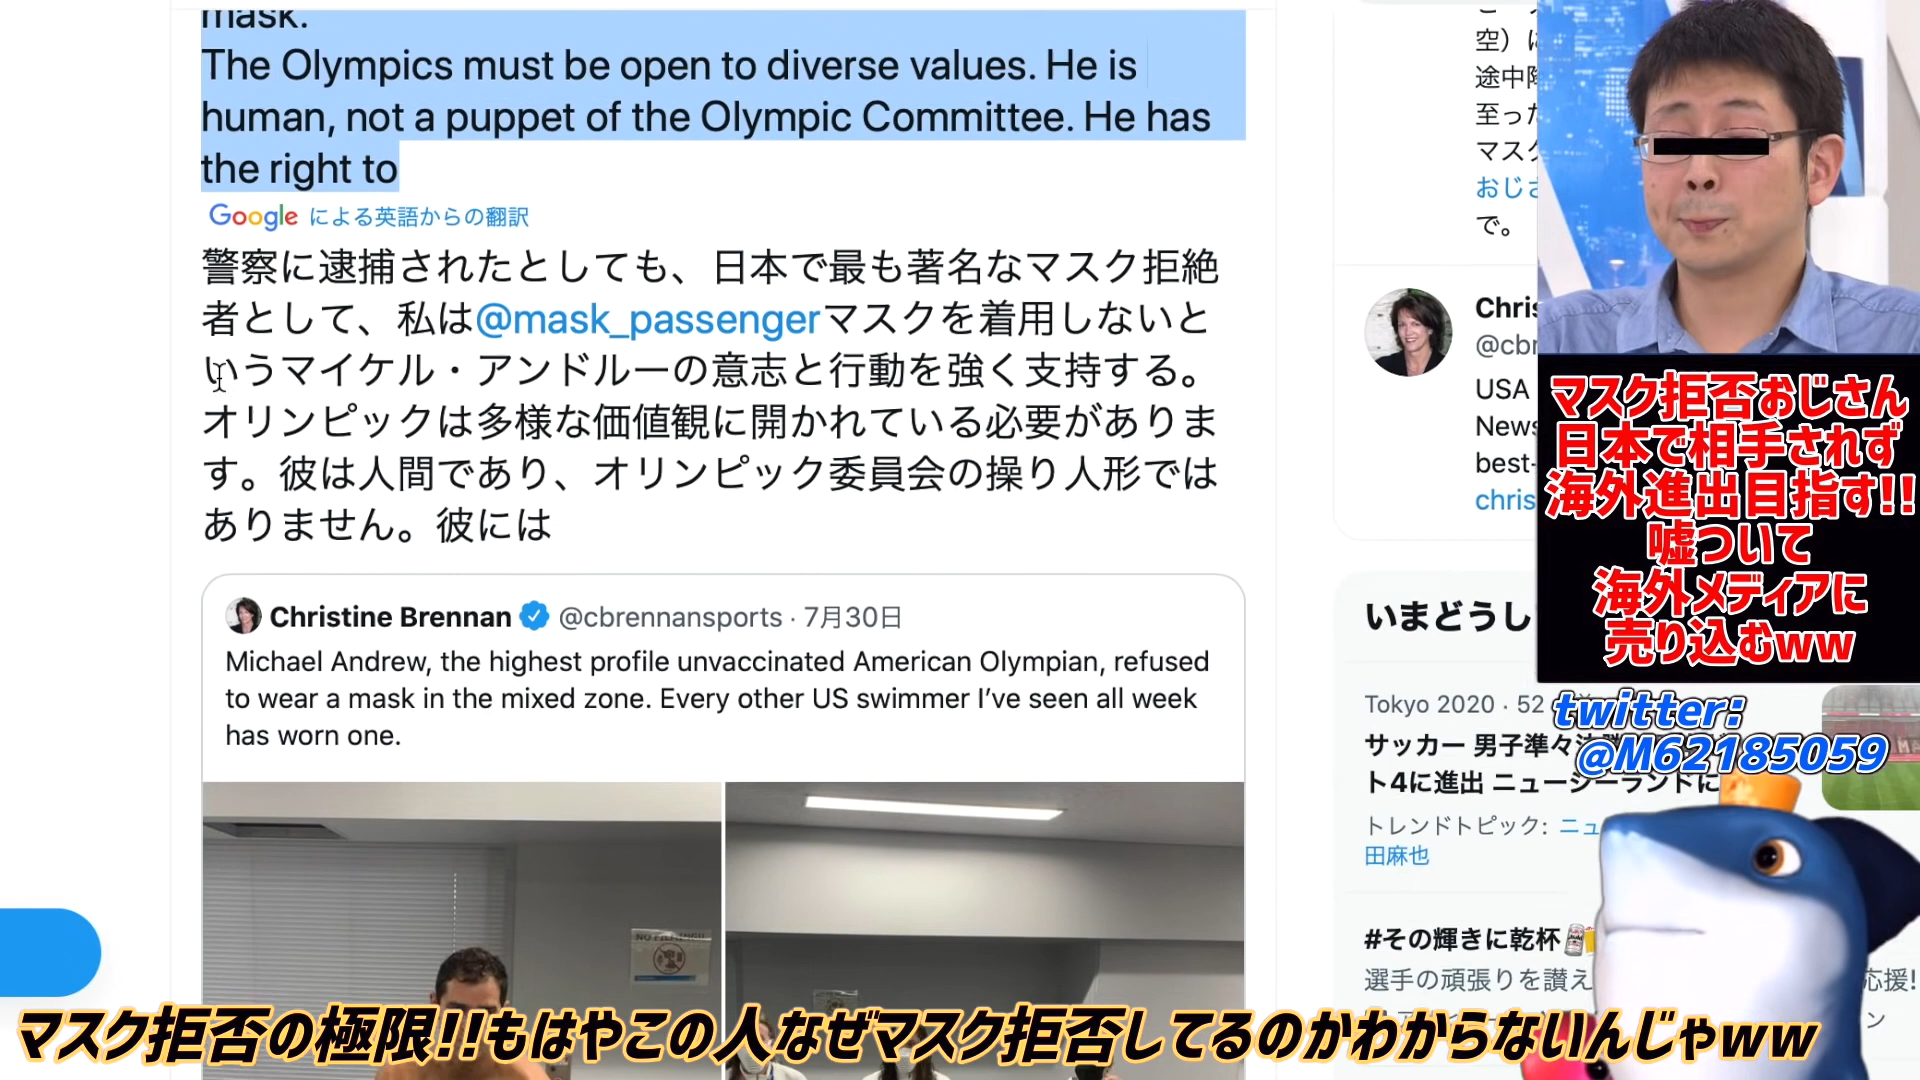 mask.
The Olympics must be open to diverse values. He is
human, not a puppet of the Olympic Committee. He has
the right to
Google による英語からの翻訳
警察に逮捕されたとしても、日本で最も著名なマスク拒絶
者として、私は@mask_passengerマスクを着用しないと
いうマイケル・アンドルーの意志と行動を強く支持する。
オリンピックは多様な価値観に開かれている必要がありま
す。彼は人間であり、オリンピック委員会の操り人形では
ありません。彼には
Christine Brennan @cbrennansports · 7月30日
Michael Andrew, the highest profile unvaccinated American Olympian, refused
to wear a mask in the mixed zone. Every other US swimmer I've seen all week
has worn one.
NO FILMING
空）
途中
至った
マスク
おじさ
で。
Chris
@cbr
USA
News
best-
chris
いまどうし
Tokyo 2020 · 52
サッカー 男子準々
ト4に進出 ニュージーランドに
トレンドトピック: ニュ
田麻也
#その輝きに乾杯
選手の頑張りを讃え
応援!
ン
マスク拒否おじさん
日本で相手されず
海外進出目指す!!
嘘ついて
海外メディアに
売り込むww
twitter:
@M62185059
マスク拒否の極限!!もはやこの人なぜマスク拒否してるのかわからないんじゃww